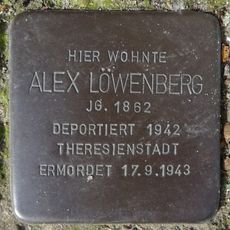 HIER WOHNTE
ALEX LÖWENBERG
JG. 1862
DEPORTIERT 1942
THERESIENSTADT
ERMORDET 17.9.1943